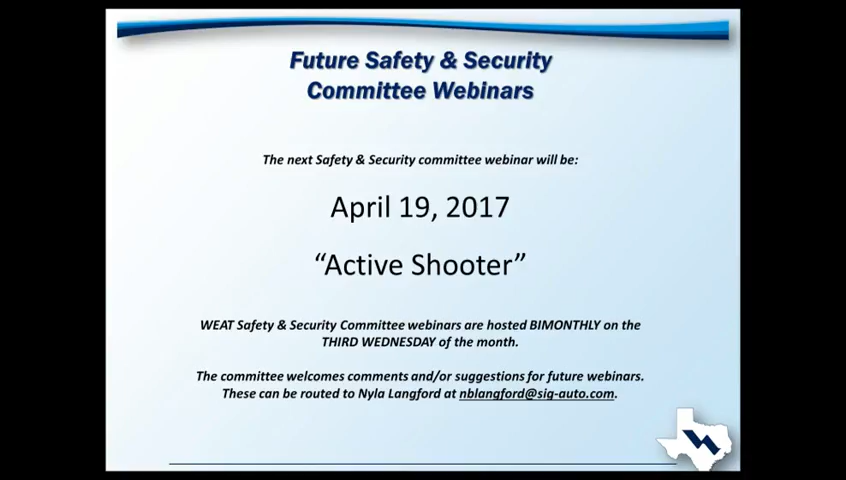 Future Safety & Security
Committee Webinars
The next Safety & Security committee webinar will be:
April 19, 2017
“Active Shooter”
WEAT Safety & Security Committee webinars are hosted BIMONTHLY on the
THIRD WEDNESDAY of the month.
The committee welcomes comments and/or suggestions for future webinars.
These can be routed to Nyla Langford at nblangford@sig-auto.com.